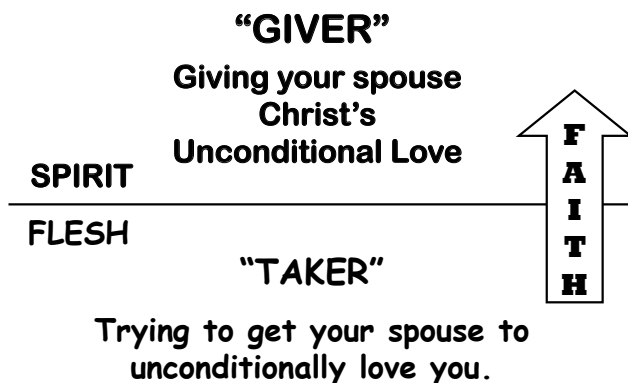 “GIVER”
Giving your spouse
Christ’s
Unconditional Love
SPIRIT
FLESH
“TAKER”
Trying to get your spouse to
unconditionally love you.
FAITH